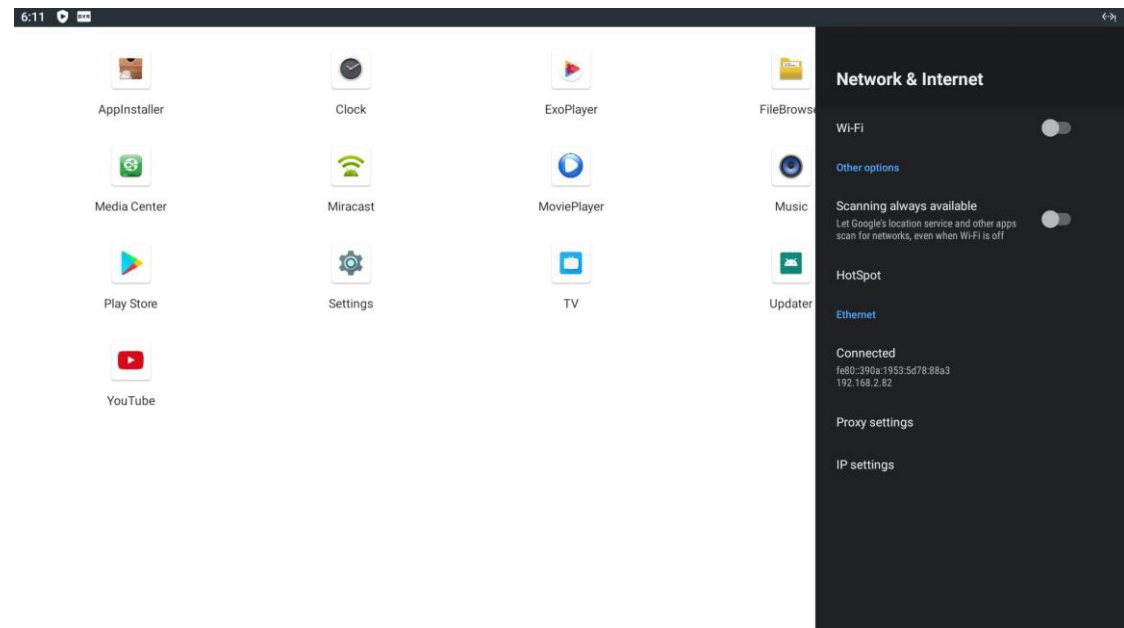 6:11
AppInstaller
Clock
ExoPlayer
FileBrowse
Media Center
Miracast
MoviePlayer
Music
Play Store
Settings
TV
Updater
YouTube
Network & Internet
Wi-Fi
Other options
Scanning always available
Let Google's location service and other apps
scan for networks, even when Wi-Fi is off
HotSpot
Ethernet
Connected
fe80::390a:1953:5d78:88a3
192.168.2.82
Proxy settings
IP settings